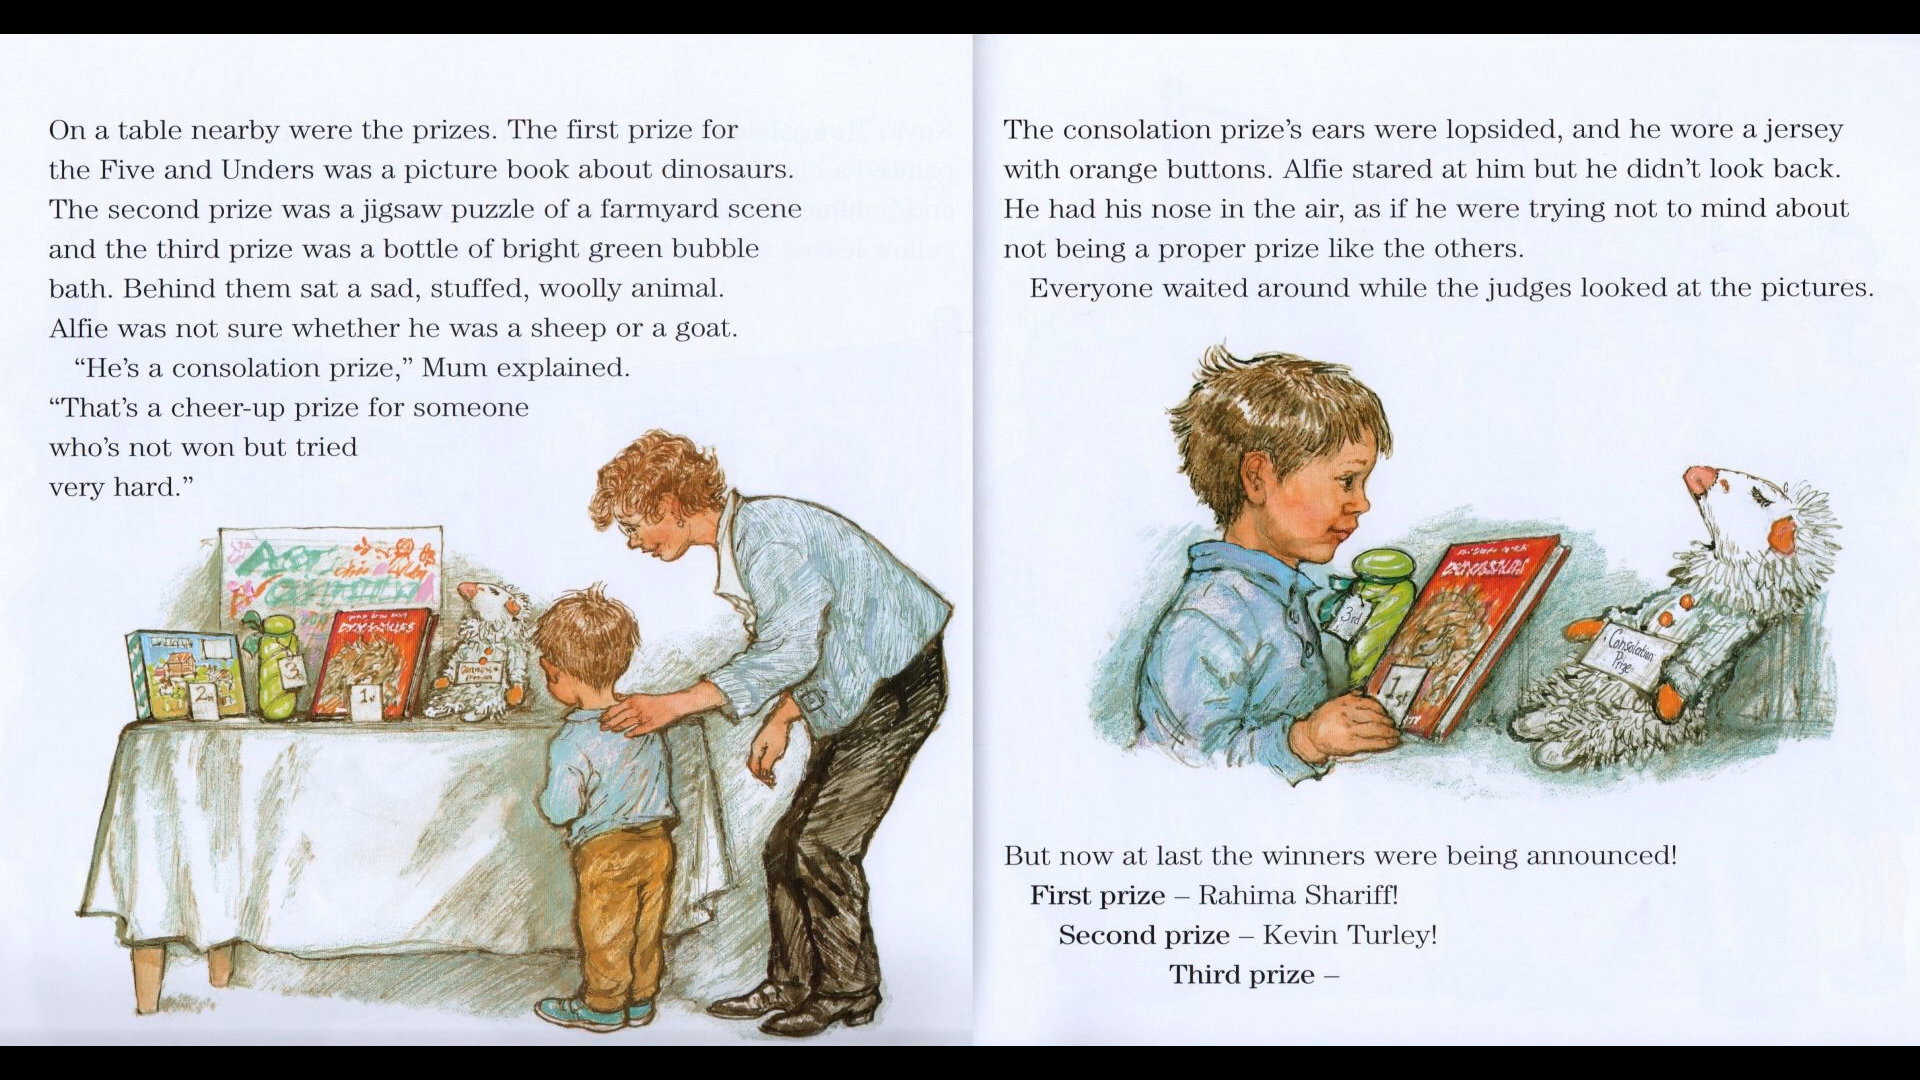 On a table nearby were the prizes. The first prize for
the Five and Unders was a picture book about dinosaurs.
The second prize was a jigsaw puzzle of a farmyard scene
and the third prize was a bottle of bright green bubble
bath. Behind them sat a sad, stuffed, woolly animal.
Alfie was not sure whether he was a sheep or a goat.
“He’s a consolation prize,” Mum explained.
“That’s a cheer-up prize for someone
who’s not won but tried
very hard.”
The consolation prize’s ears were lopsided, and he wore a jersey
with orange buttons. Alfie stared at him but he didn’t look back.
He had his nose in the air, as if he were trying not to mind about
not being a proper prize like the others.
Everyone waited around while the judges looked at the pictures.
3rd
1st
Consolation
Prize
But now at last the winners were being announced!
First prize – Rahima Shariff!
Second prize – Kevin Turley!
Third prize –